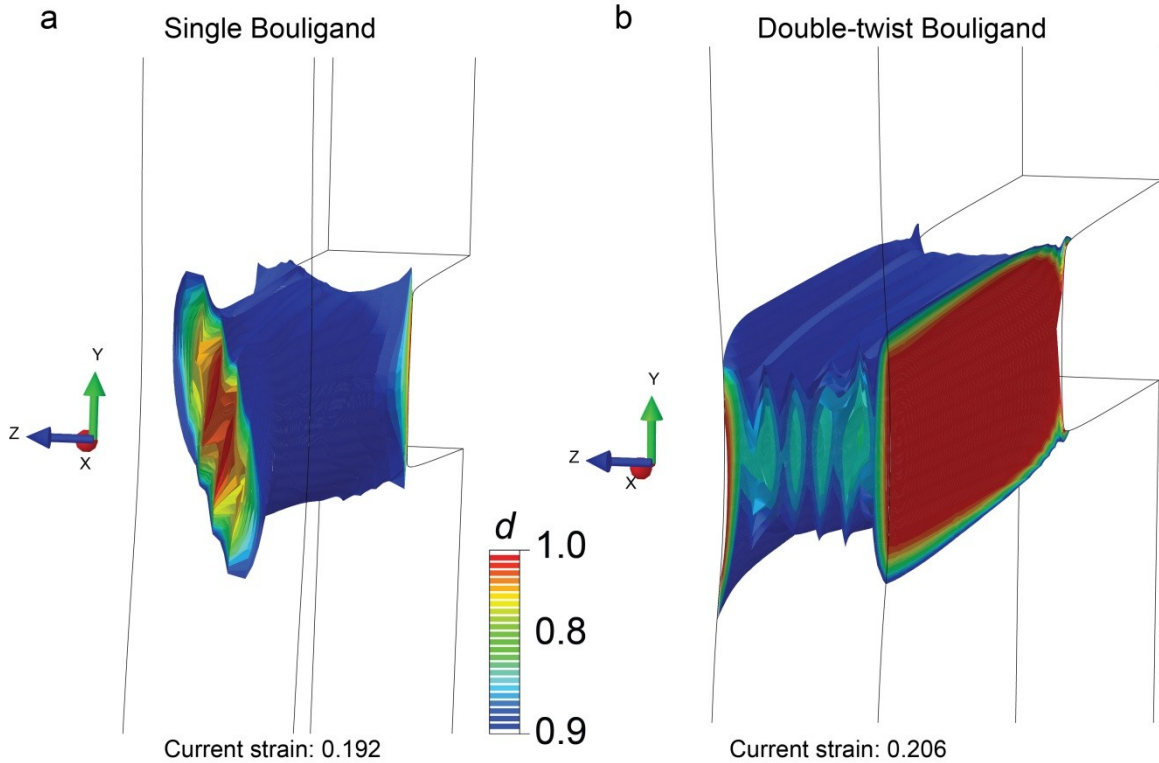 a
Single Bouligand
b
Double-twist Bouligand
Y
Z
X
Y
Z
X
d
1.0
0.8
0.9
Current strain: 0.192
Current strain: 0.206